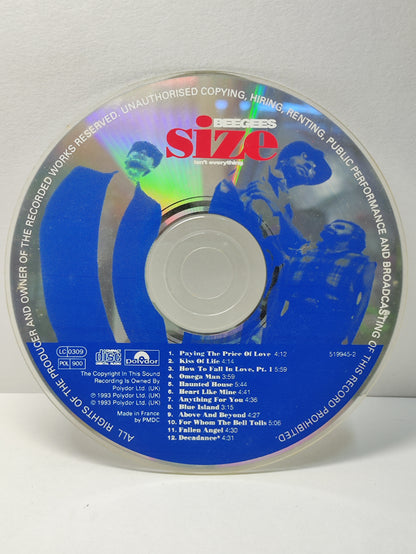 ALL RIGHTS OF THE PRODUCER AND OWNER OF THE RECORDED WORKS RESERVED. UNAUTHORISED COPYING, HIRING, RENTING, PUBLIC PERFORMANCE AND BROADCASTING OF THIS RECORD PROHIBITED.
BEEGEES
size
isn't everything
LC 0309
POL 900
COMPACT
disc
DIGITAL AUDIO
Polydor
The Copyright In This Sound
Recording Is Owned By
Polydor Ltd. (UK)
℗ 1993 Polydor Ltd. (UK)
© 1993 Polydor Ltd. (UK)
Made in France
by PMDC
519945-2
1. Paying The Price Of Love 4:12
2. Kiss Of Life 4:14
3. How To Fall In Love, Pt. 1 5:59
4. Omega Man 3:59
5. Haunted House 5:44
6. Heart Like Mine 4:41
7. Anything For You 4:36
8. Blue Island 3:15
9. Above And Beyond 4:27
10. For Whom The Bell Tolls 5:06
11. Fallen Angel 4:30
12. Decadance* 4:31